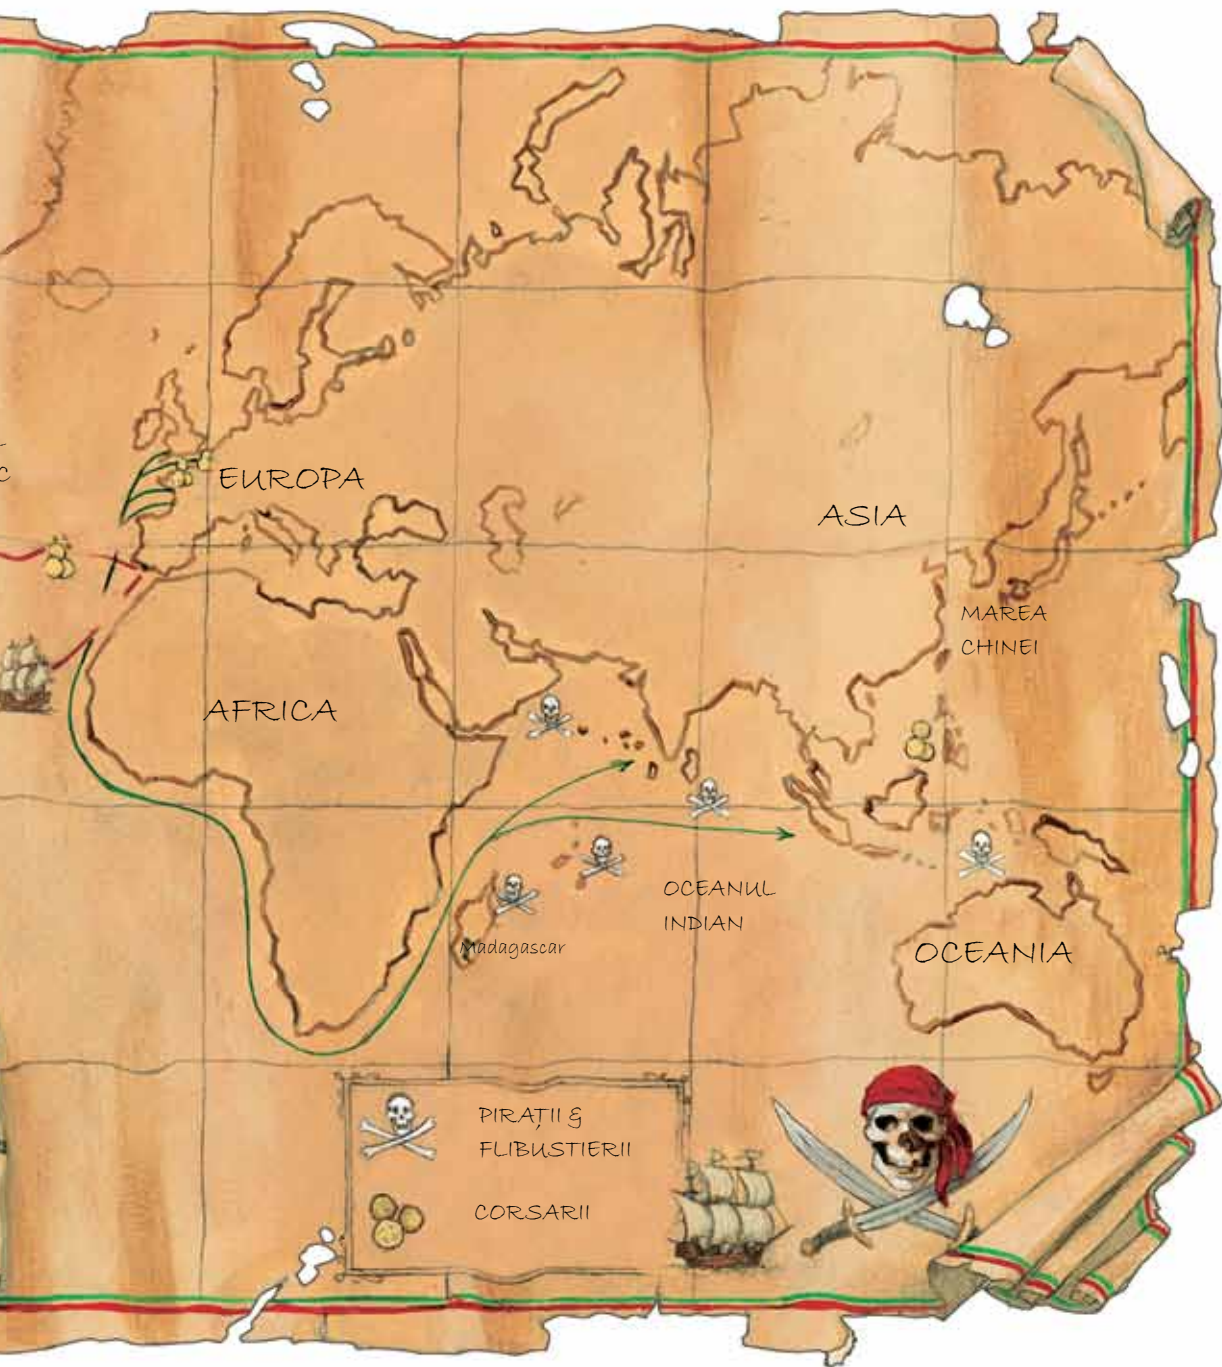 C
EUROPA
ASIA
MAREA
CHINEI
AFRICA
OCEANUL
INDIAN
Madagascar
OCEANIA
PIRAȚII &
FLIBUSTIERII
CORSARII